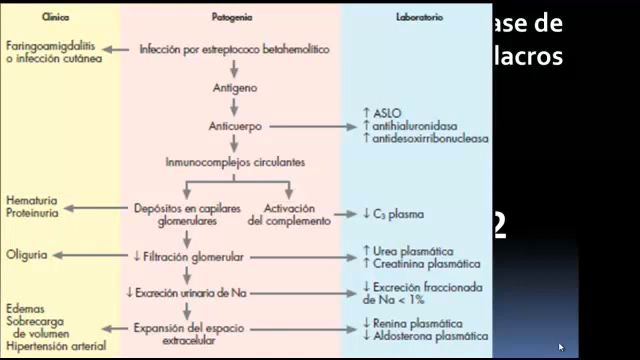 Clínica
Patogenia
Laboratorio
Faringoamigdalitis
o infección cutánea
Infección por estreptococo betahemolítico
Antígeno
Anticuerpo
↑ ASLO
↑ antihialuronidasa
↑ antidesoxirribonucleasa
Inmunocomplejos circulantes
Hematuria
Proteinuria
Depósitos en capilares
glomerulares
Activación
del complemento
↓ C3 plasma
Oliguria
↓ Filtración glomerular
↑ Urea plasmática
↑ Creatinina plasmática
↓ Excreción urinaria de Na
↓ Excreción fraccionada
de Na < 1%
Edemas
Sobrecarga
de volumen
Hipertensión arterial
Expansión del espacio
extracelular
↓ Renina plasmática
↓ Aldosterona plasmática
ase de
lacros
2